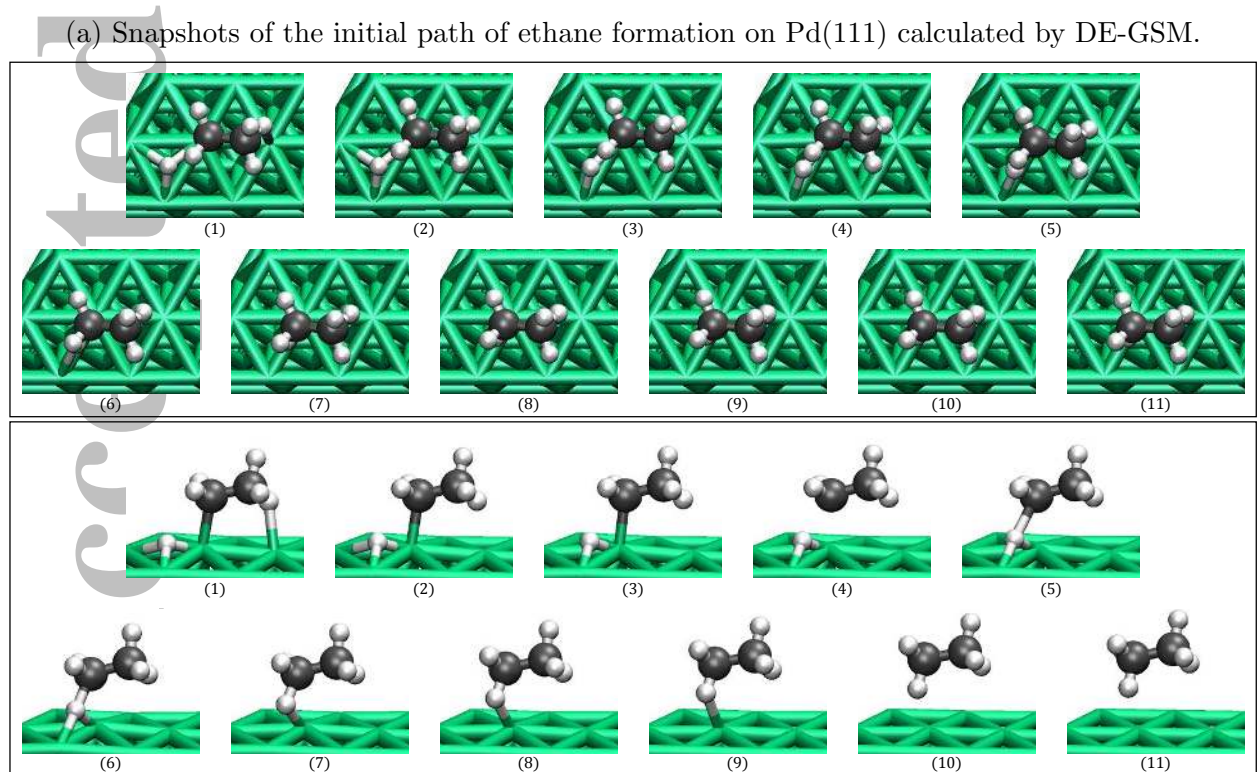 (a) Snapshots of the initial path of ethane formation on Pd(111) calculated by DE-GSM.
(1) (2) (3) (4) (5)
(6) (7) (8) (9) (10) (11)
(1) (2) (3) (4) (5)
(6) (7) (8) (9) (10) (11)